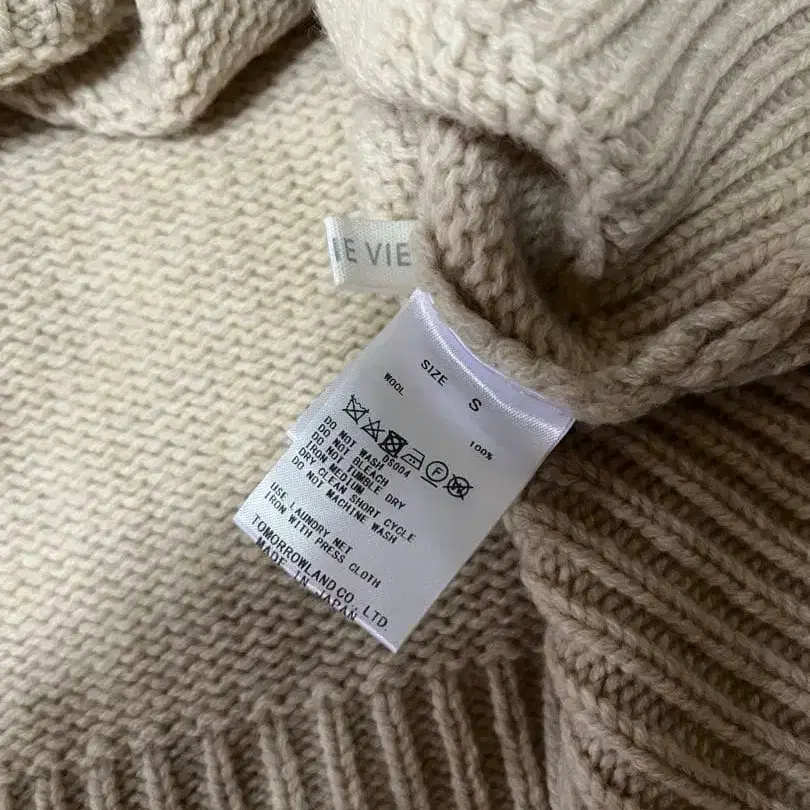 E VIE
SIZE S
WOOL 100%
DS004
DO NOT WASH
DO NOT BLEACH
DO NOT TUMBLE DRY
IRON MEDIUM
DRY CLEAN SHORT CYCLE
DO NOT MACHINE WASH
USE LAUNDRY NET
IRON WITH PRESS CLOTH
TOMORROWLAND CO., LTD.
MADE IN JAPAN